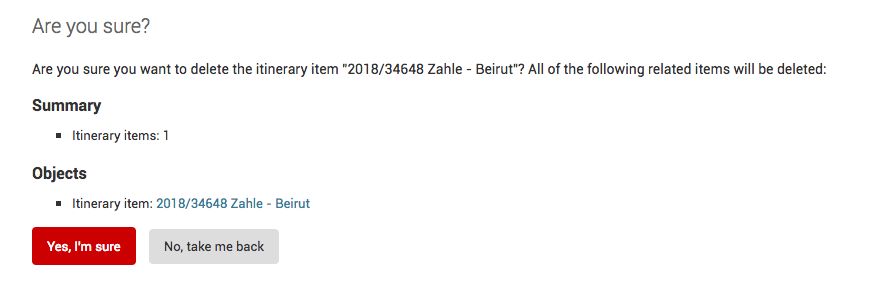 Are you sure?
Are you sure you want to delete the itinerary item "2018/34648 Zahle - Beirut"? All of the following related items will be deleted:
Summary
Itinerary items: 1
Objects
Itinerary item: 2018/34648 Zahle - Beirut
Yes, I'm sure
No, take me back